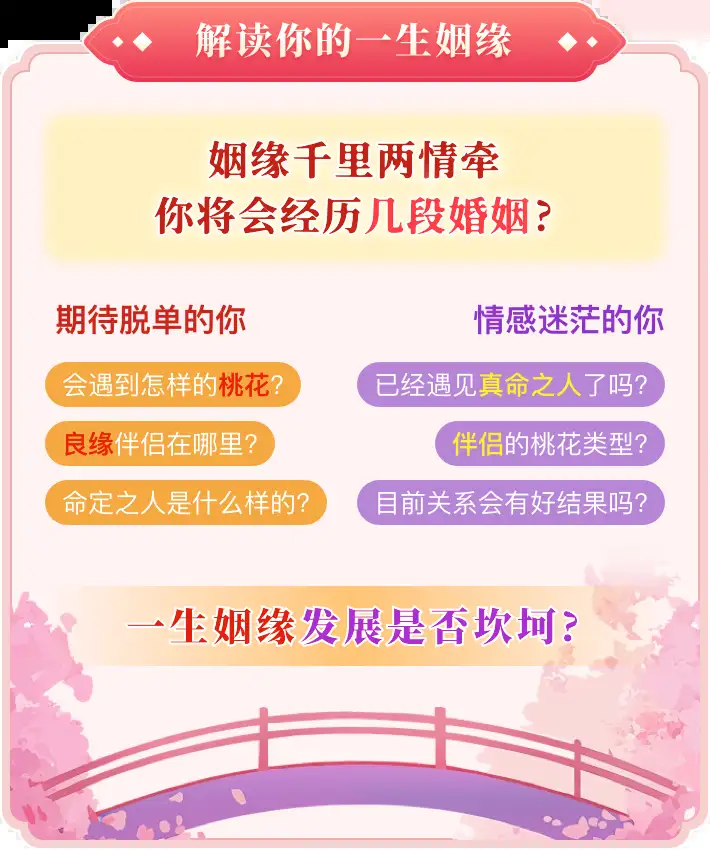 解读你的一生姻缘
姻缘千里两情牵
你将会经历几段婚姻?
期待脱单的你
会遇到怎样的桃花?
良缘伴侣在哪里?
命定之人是什么样的?
情感迷茫的你
已经遇见真命之人了吗?
伴侣的桃花类型?
目前关系会有好结果吗?
一生姻缘发展是否坎坷?